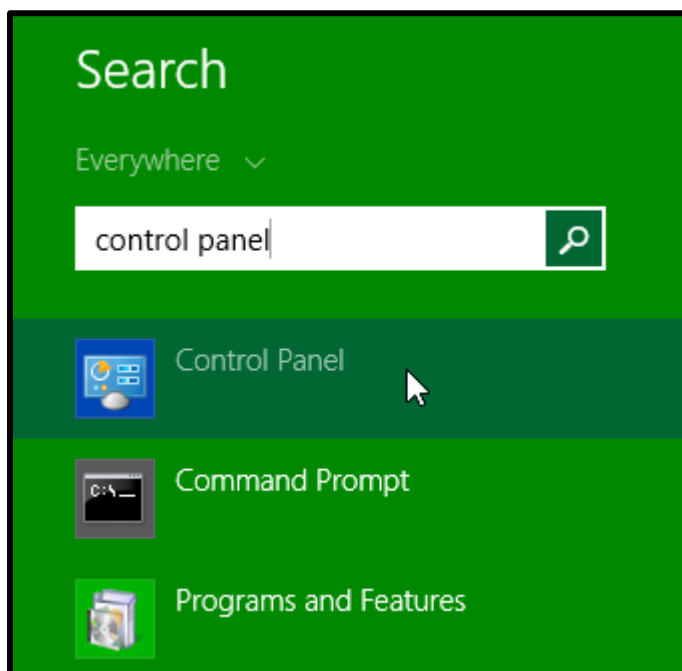 Search
Everywhere
control panel
Control Panel
C:\_
Command Prompt
Programs and Features